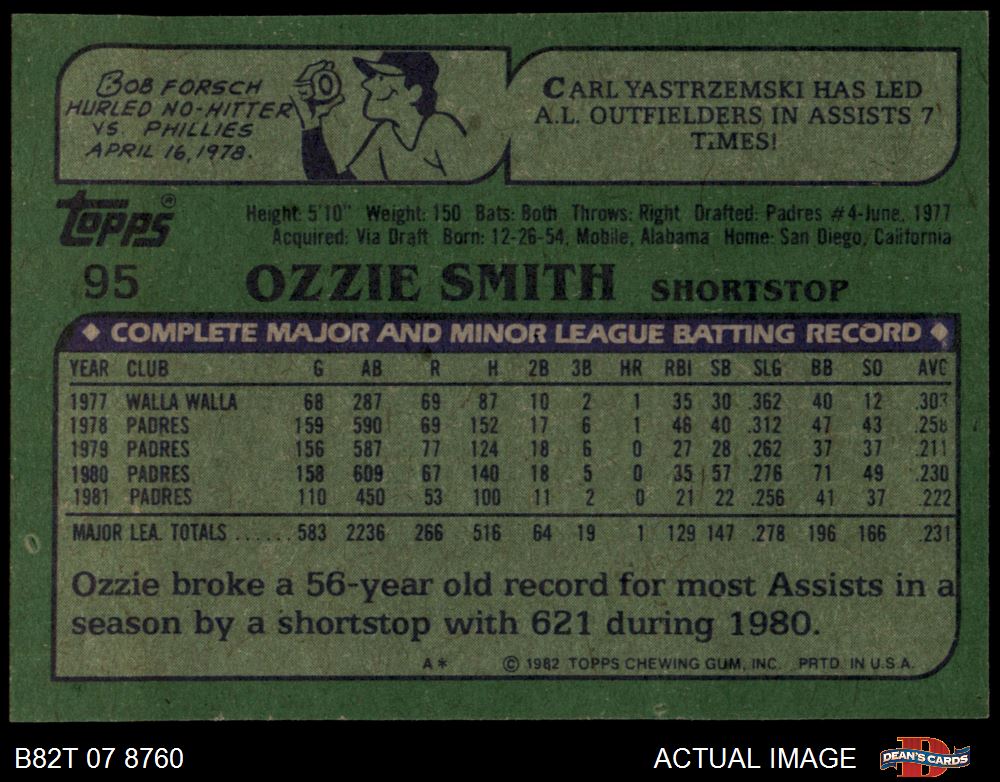 BOB FORSCH
HURLED NO-HITTER
VS. PHILLIES
APRIL 16, 1978.
CARL YASTRZEMSKI HAS LED
A.L. OUTFIELDERS IN ASSISTS 7
TIMES!
Topps®
Height: 5'10" Weight: 150 Bats: Both Throws: Right Drafted: Padres #4-June, 1977
Acquired: Via Draft Born: 12-26-54, Mobile, Alabama Home: San Diego, California
95 OZZIE SMITH SHORTSTOP
◆ COMPLETE MAJOR AND MINOR LEAGUE BATTING RECORD ◆
YEAR CLUB G AB R H 2B 3B HR RBI SB SLG BB SO AVG
1977 WALLA WALLA 68 287 69 87 10 2 1 35 30 .362 40 12 .303
1978 PADRES 159 590 69 152 17 6 1 46 40 .312 47 43 .258
1979 PADRES 156 587 77 124 18 6 0 27 28 .262 37 37 .211
1980 PADRES 158 609 67 140 18 5 0 35 57 .276 71 49 .230
1981 PADRES 110 450 53 100 11 2 0 21 22 .256 41 37 .222
MAJOR LEA. TOTALS ...... 583 2236 266 516 64 19 1 129 147 .278 196 166 .231
Ozzie broke a 56-year old record for most Assists in a
season by a shortstop with 621 during 1980.
A* © 1982 TOPPS CHEWING GUM, INC. PRTD. IN U.S.A.
B82T 07 8760 ACTUAL IMAGE DEAN'S CARDS